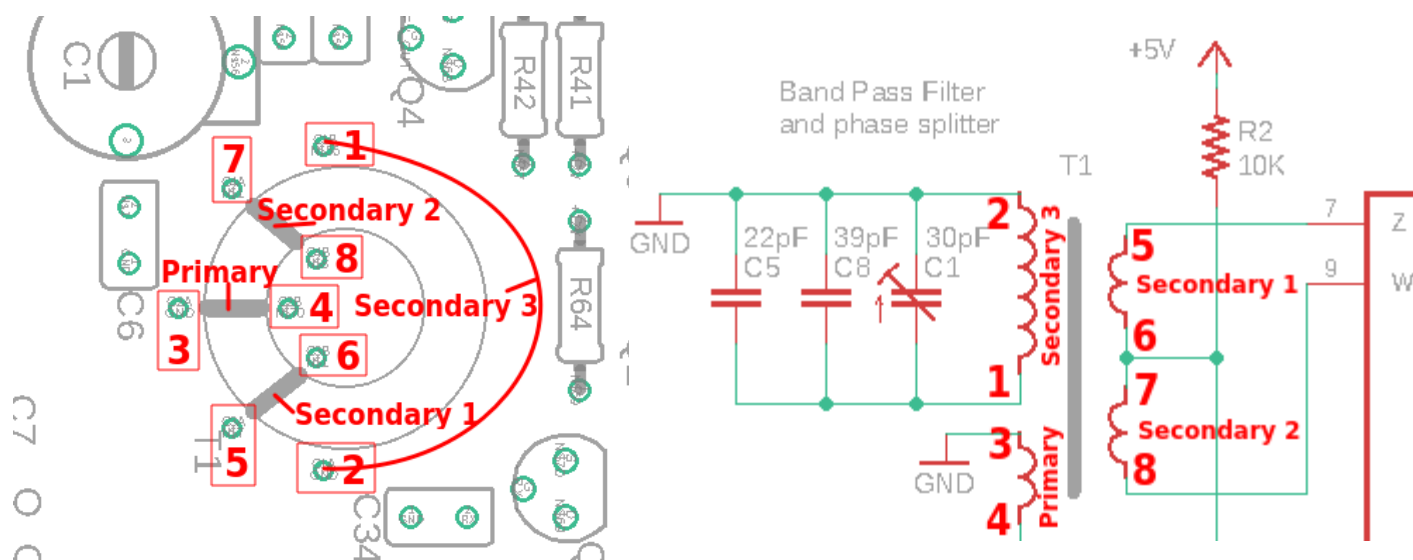 C1
Q4
R42
R41
7
1
Secondary 2
8
Primary
4
Secondary 3
R64
3
C6
6
Secondary 1
5
T1
2
C7
C34
+5V
Band Pass Filter
and phase splitter
R2
10K
T1
GND
22pF
C5
39pF
C8
30pF
C1
2
Secondary 3
1
3
Primary
4
GND
5
Secondary 1
6
7
Secondary 2
8
7
Z
9
W